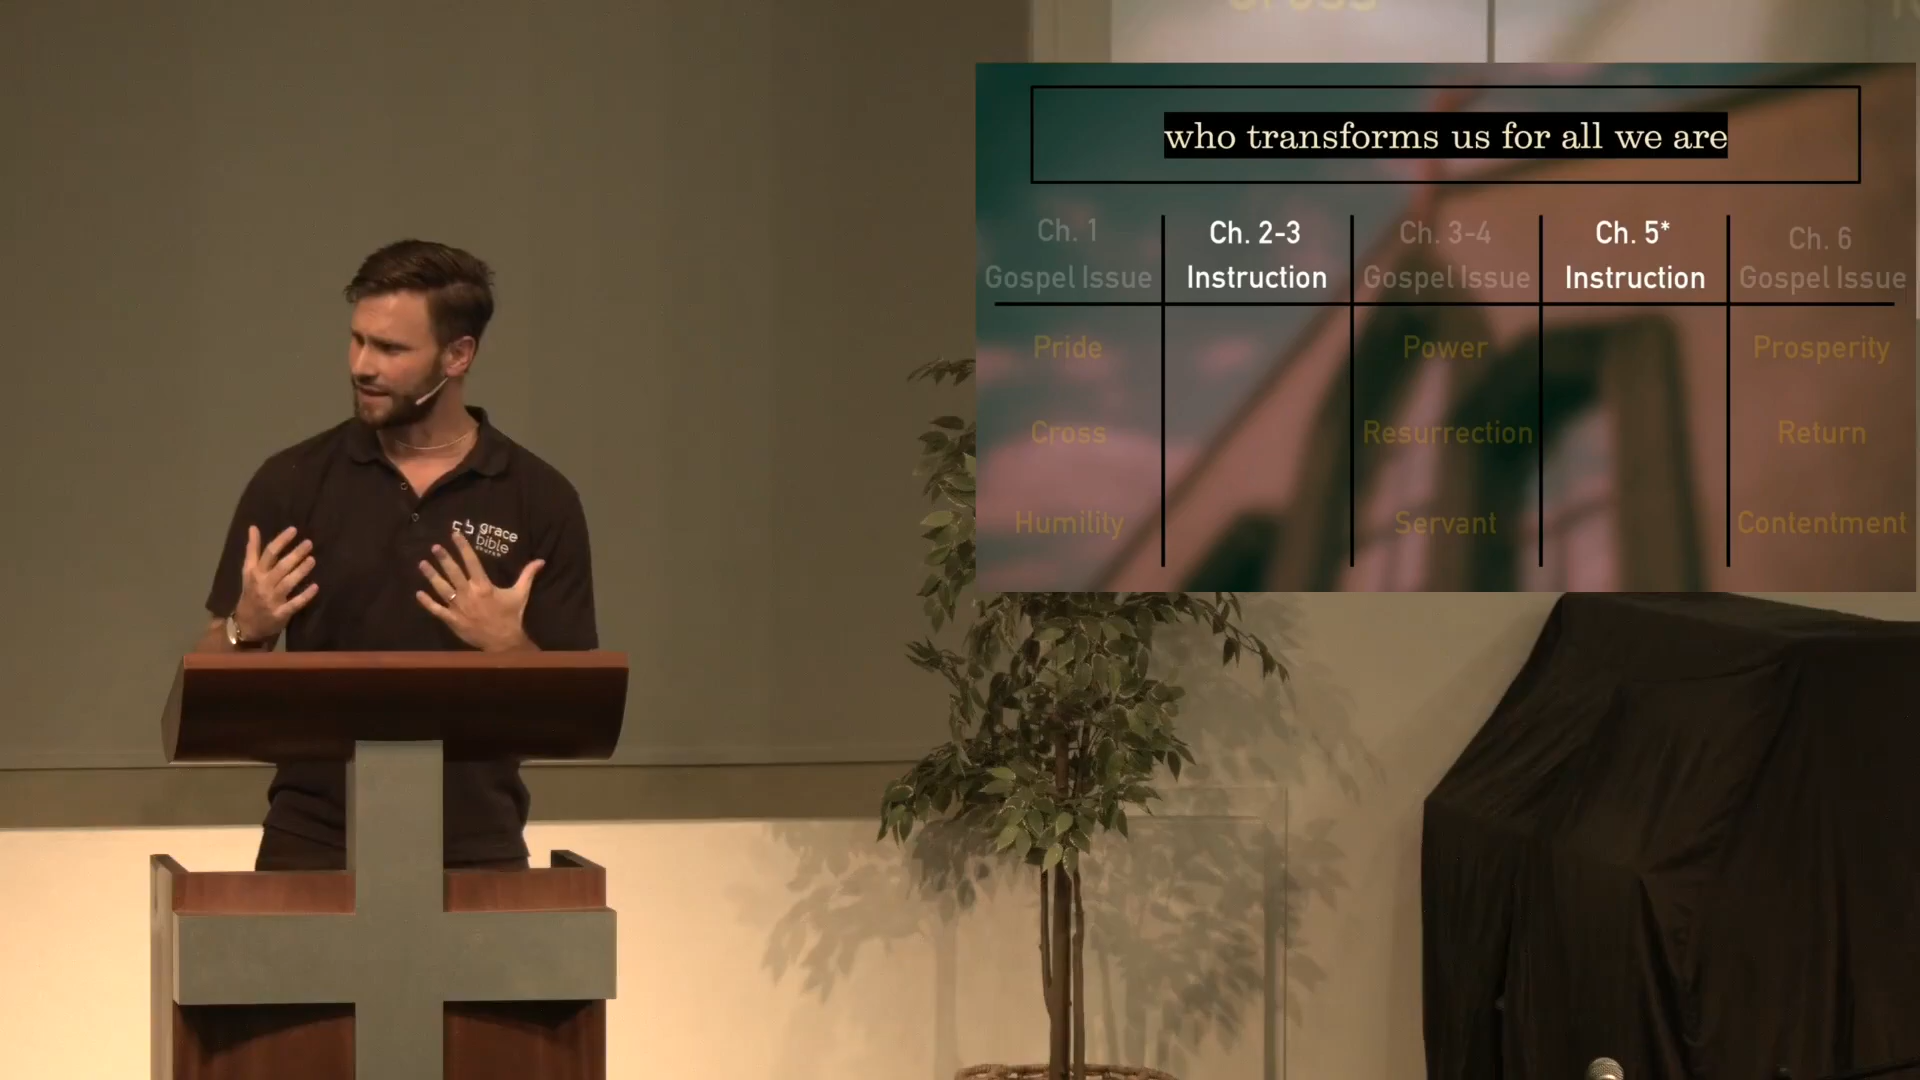 Cross
who transforms us for all we are
Ch. 1
Gospel Issue
Ch. 2-3
Instruction
Ch. 3-4
Gospel Issue
Ch. 5*
Instruction
Ch. 6
Gospel Issue
Pride
Power
Prosperity
Cross
Resurrection
Return
Humility
Servant
Contentment
grace
bible
church